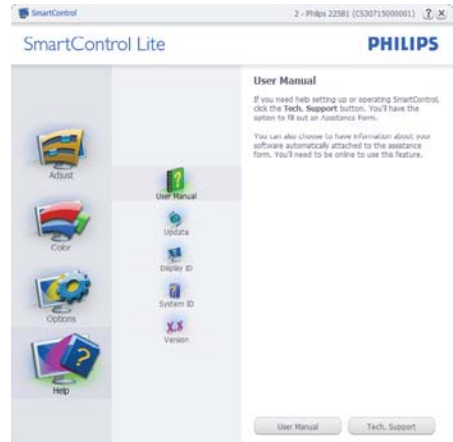 SmartControl
2 - Philips 225B1 (CS30715000001)
SmartControl Lite
PHILIPS
Adjust
Color
Options
Help
User Manual
Update
Display ID
System ID
X.X
Version
User Manual
If you need help setting up or operating SmartControl,
click the Tech. Support button. You'll have the
option to fill out an Assistance Form.
You can also choose to have information about your
software automatically attached to the assistance
form. You'll need to be online to use this feature.
User Manual
Tech. Support